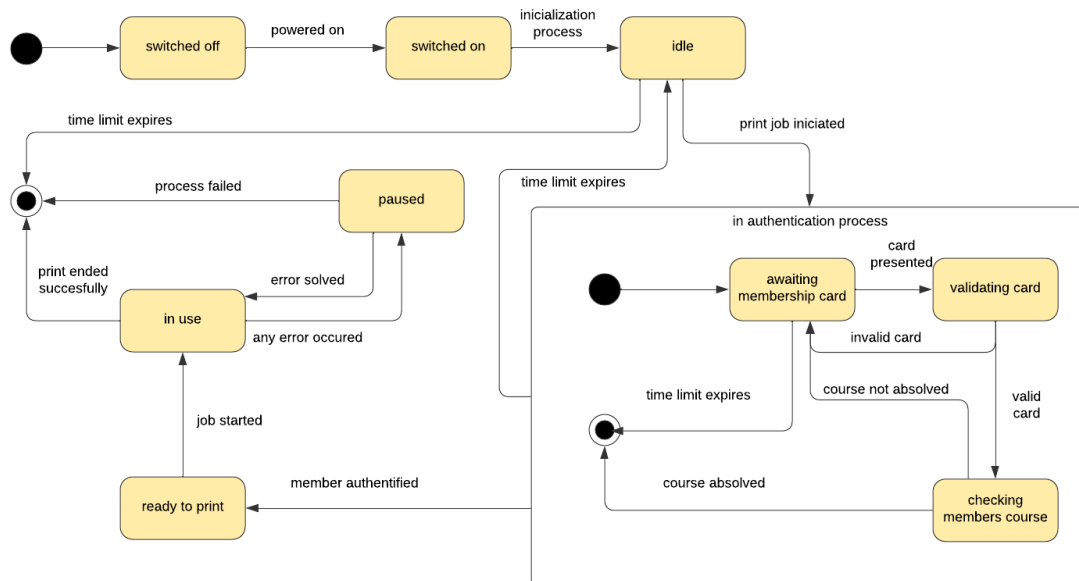 switched off
powered on
switched on
inicialization
process
idle
time limit expires
print job iniciated
process failed
paused
time limit expires
in authentication process
print ended
succesfully
error solved
in use
any error occured
awaiting
membership card
card
presented
validating card
invalid card
course not absolved
time limit expires
valid
card
job started
ready to print
member authentified
course absolved
checking
members course